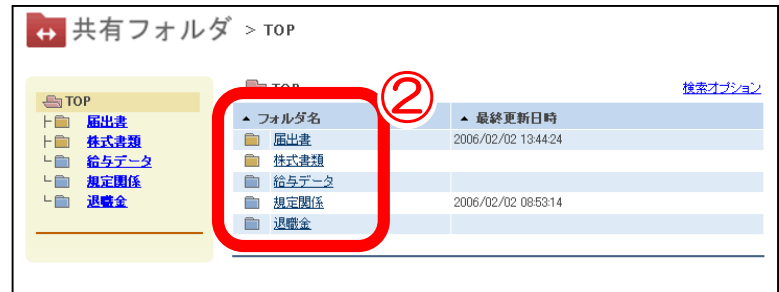 共有フォルダ > TOP
TOP
届出書
株式書類
給与データ
規定関係
退職金
TOP
検索オプション
②
▲ フォルダ名 ▲ 最終更新日時
届出書 2006/02/02 13:44:24
株式書類
給与データ
規定関係 2006/02/02 08:53:14
退職金